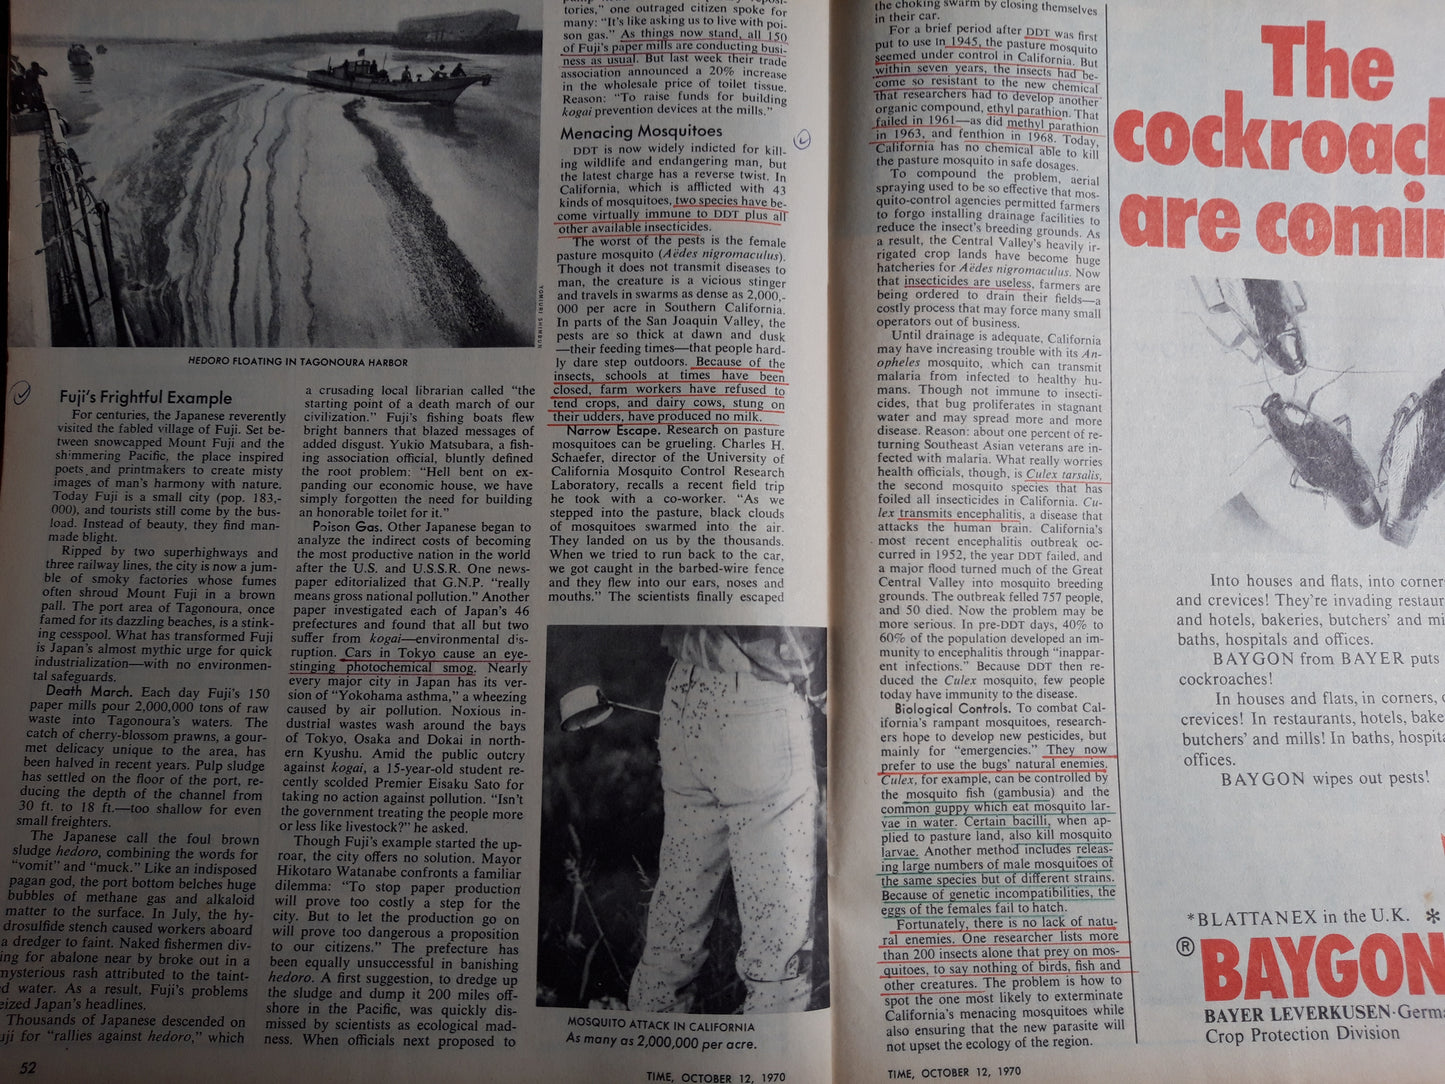 YOMIURI SHIMBUN
HEDORO FLOATING IN TAGONOURA HARBOR
Fuji's Frightful Example
For centuries, the Japanese reverently
visited the fabled village of Fuji. Set be-
tween snowcapped Mount Fuji and the
shimmering Pacific, the place inspired
poets and printmakers to create misty
images of man's harmony with nature.
Today Fuji is a small city (pop. 183,-
000), and tourists still come by the bus-
load. Instead of beauty, they find man-
made blight.
Ripped by two superhighways and
three railway lines, the city is now a jum-
ble of smoky factories whose fumes
often shroud Mount Fuji in a brown
pall. The port area of Tagonoura, once
famed for its dazzling beaches, is a stink-
ing cesspool. What has transformed Fuji
is Japan's almost mythic urge for quick
industrialization—with no environmen-
tal safeguards.
Death March. Each day Fuji's 150
paper mills pour 2,000,000 tons of raw
waste into Tagonoura's waters. The
catch of cherry-blossom prawns, a gour-
met delicacy unique to the area, has
been halved in recent years. Pulp sludge
has settled on the floor of the port, re-
ducing the depth of the channel from
30 ft. to 18 ft.—too shallow for even
small freighters.
The Japanese call the foul brown
sludge hedoro, combining the words for
"vomit" and "muck." Like an indisposed
pagan god, the port bottom belches huge
bubbles of methane gas and alkaloid
matter to the surface. In July, the hy-
drosulfide stench caused workers aboard
a dredger to faint. Naked fishermen div-
ing for abalone near by broke out in a
mysterious rash attributed to the taint-
ed water. As a result, Fuji's problems
seized Japan's headlines.
Thousands of Japanese descended on
Fuji for "rallies against hedoro," which
a crusading local librarian called "the
starting point of a death march of our
civilization." Fuji's fishing boats flew
bright banners that blazed messages of
added disgust. Yukio Matsubara, a fish-
ing association official, bluntly defined
the root problem: "Hell bent on ex-
panding our economic house, we have
simply forgotten the need for building
an honorable toilet for it."
Poison Gas. Other Japanese began to
analyze the indirect costs of becoming
the most productive nation in the world
after the U.S. and U.S.S.R. One news-
paper editorialized that G.N.P. "really
means gross national pollution." Another
paper investigated each of Japan's 46
prefectures and found that all but two
suffer from kogai—environmental dis-
ruption. Cars in Tokyo cause an eye-
stinging photochemical smog. Nearly
every major city in Japan has its ver-
sion of "Yokohama asthma," a wheezing
caused by air pollution. Noxious in-
dustrial wastes wash around the bays
of Tokyo, Osaka and Dokai in north-
ern Kyushu. Amid the public outcry
against kogai, a 15-year-old student re-
cently scolded Premier Eisaku Sato for
taking no action against pollution. "Isn't
the government treating the people more
or less like livestock?" he asked.
Though Fuji's example started the up-
roar, the city offers no solution. Mayor
Hikotaro Watanabe confronts a familiar
dilemma: "To stop paper production
will prove too costly a step for the
city. But to let the production go on
will prove too dangerous a proposition
to our citizens." The prefecture has
been equally unsuccessful in banishing
hedoro. A first suggestion, to dredge up
the sludge and dump it 200 miles off-
shore in the Pacific, was quickly dis-
missed by scientists as ecological mad-
ness. When officials next proposed to
tories," one outraged citizen spoke for
many: "It's like asking us to live with poi-
son gas." As things now stand, all 150
of Fuji's paper mills are conducting busi-
ness as usual. But last week their trade
association announced a 20% increase
in the wholesale price of toilet tissue.
Reason: "To raise funds for building
kogai prevention devices at the mills."
Menacing Mosquitoes
DDT is now widely indicted for kill-
ing wildlife and endangering man, but
the latest charge has a reverse twist. In
California, which is afflicted with 43
kinds of mosquitoes, two species have be-
come virtually immune to DDT plus all
other available insecticides.
The worst of the pests is the female
pasture mosquito (Aëdes nigromaculus).
Though it does not transmit diseases to
man, the creature is a vicious stinger
and travels in swarms as dense as 2,000,-
000 per acre in Southern California.
In parts of the San Joaquin Valley, the
pests are so thick at dawn and dusk
—their feeding times—that people hard-
ly dare step outdoors. Because of the
insects, schools at times have been
closed, farm workers have refused to
tend crops, and dairy cows, stung on
their udders, have produced no milk.
Narrow Escape. Research on pasture
mosquitoes can be grueling. Charles H.
Schaefer, director of the University of
California Mosquito Control Research
Laboratory, recalls a recent field trip
he took with a co-worker. "As we
stepped into the pasture, black clouds
of mosquitoes swarmed into the air.
They landed on us by the thousands.
When we tried to run back to the car,
we got caught in the barbed-wire fence
and they flew into our ears, noses and
mouths." The scientists finally escaped
MOSQUITO ATTACK IN CALIFORNIA
As many as 2,000,000 per acre.
52
TIME, OCTOBER 12, 1970
the choking swarm by closing themselves
in their car.
For a brief period after DDT was first
put to use in 1945, the pasture mosquito
seemed under control in California. But
within seven years, the insects had be-
come so resistant to the new chemical
that researchers had to develop another
organic compound, ethyl parathion. That
failed in 1961—as did methyl parathion
in 1963, and fenthion in 1968. Today,
California has no chemical able to kill
the pasture mosquito in safe dosages.
To compound the problem, aerial
spraying used to be so effective that mos-
quito-control agencies permitted farmers
to forgo installing drainage facilities to
reduce the insect's breeding grounds. As
a result, the Central Valley's heavily ir-
rigated crop lands have become huge
hatcheries for Aëdes nigromaculus. Now
that insecticides are useless, farmers are
being ordered to drain their fields—a
costly process that may force many small
operators out of business.
Until drainage is adequate, California
may have increasing trouble with its An-
opheles mosquito, which can transmit
malaria from infected to healthy hu-
mans. Though not immune to insecti-
cides, that bug proliferates in stagnant
water and may spread more and more
disease. Reason: about one percent of re-
turning Southeast Asian veterans are in-
fected with malaria. What really worries
health officials, though, is Culex tarsalis,
the second mosquito species that has
foiled all insecticides in California. Cu-
lex transmits encephalitis, a disease that
attacks the human brain. California's
most recent encephalitis outbreak oc-
curred in 1952, the year DDT failed, and
a major flood turned much of the Great
Central Valley into mosquito breeding
grounds. The outbreak felled 757 people,
and 50 died. Now the problem may be
more serious. In pre-DDT days, 40% to
60% of the population developed an im-
munity to encephalitis through "inappar-
ent infections." Because DDT then re-
duced the Culex mosquito, few people
today have immunity to the disease.
Biological Controls. To combat Cal-
ifornia's rampant mosquitoes, research-
ers hope to develop new pesticides, but
mainly for "emergencies." They now
prefer to use the bugs' natural enemies.
Culex, for example, can be controlled by
the mosquito fish (gambusia) and the
common guppy which eat mosquito lar-
vae in water. Certain bacilli, when ap-
plied to pasture land, also kill mosquito
larvae. Another method includes releas-
ing large numbers of male mosquitoes of
the same species but of different strains.
Because of genetic incompatibilities, the
eggs of the females fail to hatch.
Fortunately, there is no lack of natu-
ral enemies. One researcher lists more
than 200 insects alone that prey on mos-
quitoes, to say nothing of birds, fish and
other creatures. The problem is how to
spot the one most likely to exterminate
California's menacing mosquitoes while
also ensuring that the new parasite will
not upset the ecology of the region.
TIME, OCTOBER 12, 1970
The
cockroach
are comin
Into houses and flats, into corner
and crevices! They're invading restaur
and hotels, bakeries, butchers' and mi
baths, hospitals and offices.
BAYGON from BAYER puts
cockroaches!
In houses and flats, in corners,
crevices! In restaurants, hotels, bake
butchers' and mills! In baths, hospita
offices.
BAYGON wipes out pests!
*BLATTANEX in the U.K. *
® BAYGON
BAYER LEVERKUSEN·Germa
Crop Protection Division